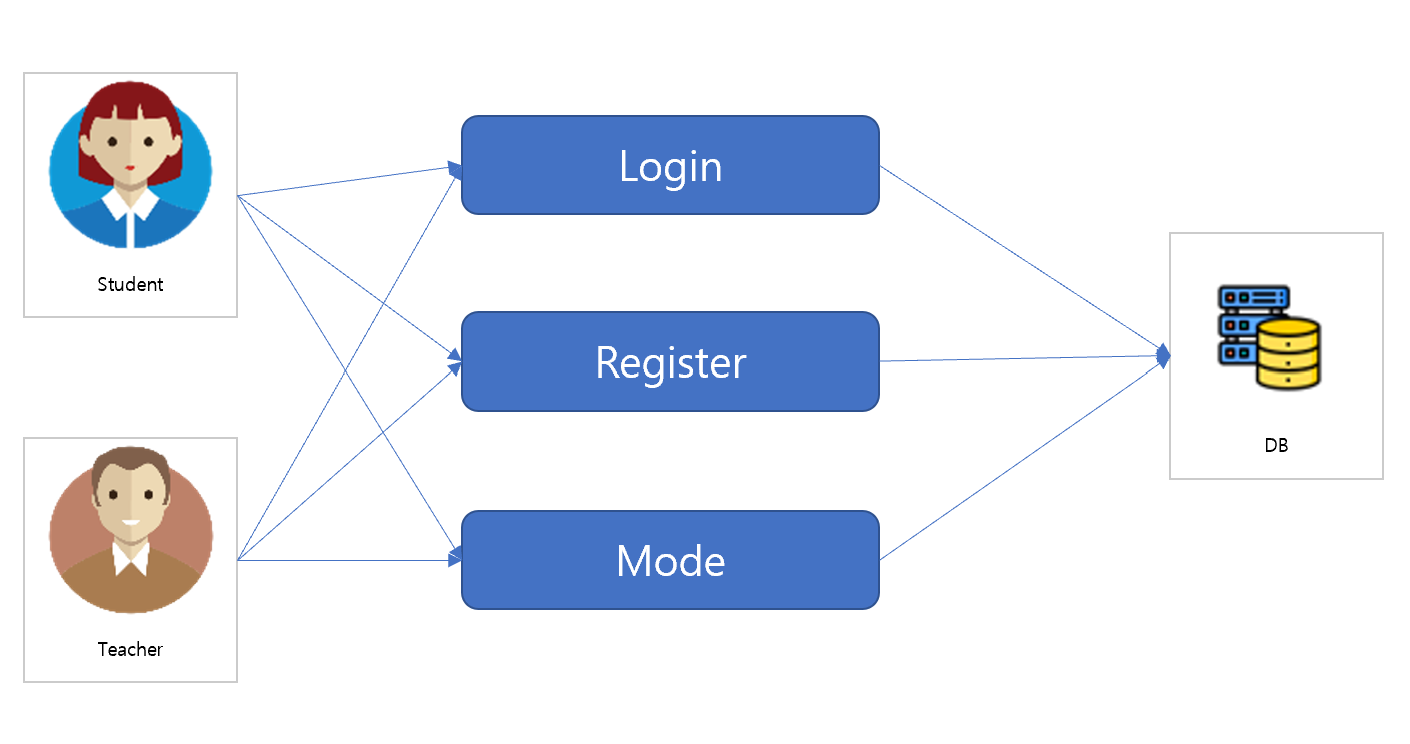 Student
Login
Register
DB
Mode
Teacher